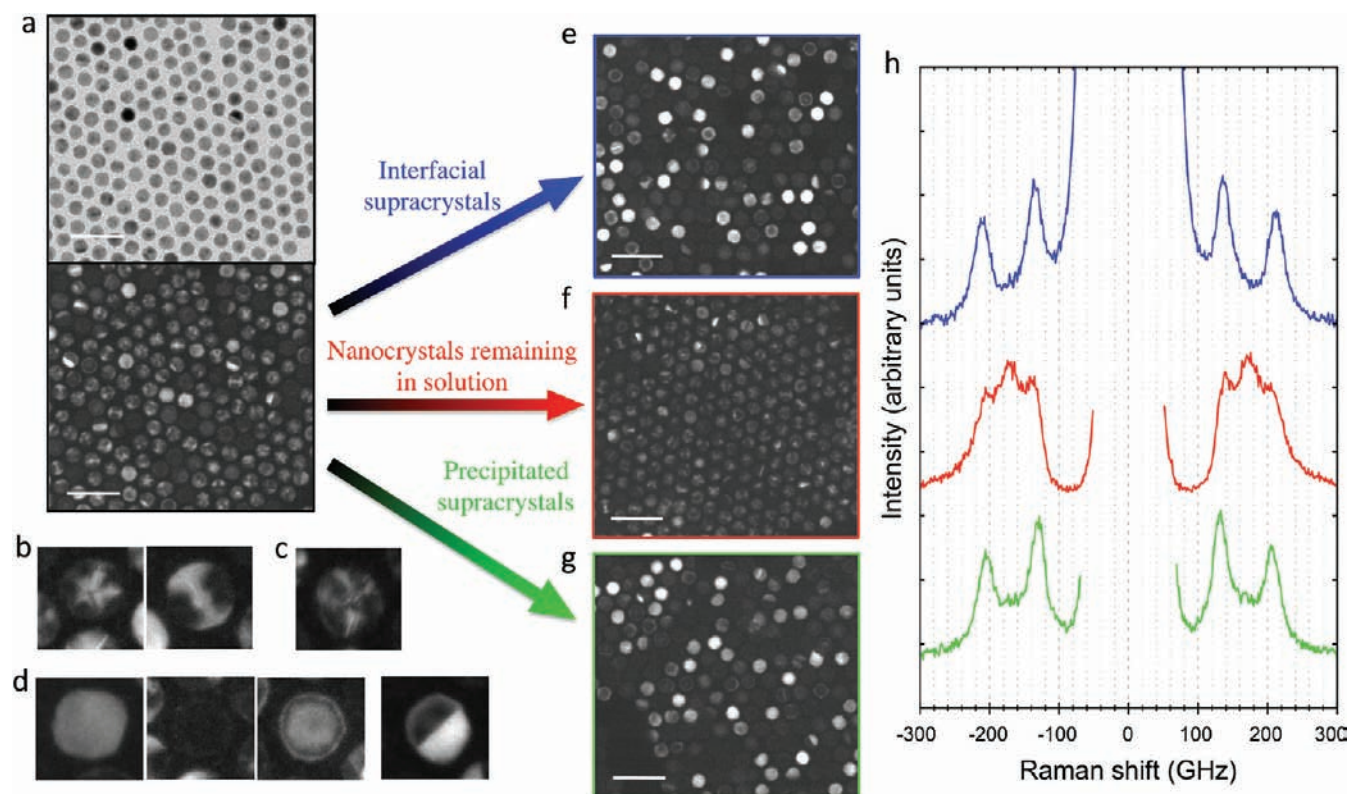 a
e
h
Interfacial
supracrystals
f
Nanocrystals remaining
in solution
Precipitated
supracrystals
b
c
g
d
Intensity (arbitrary units)
-300 -200 -100 0 100 200 300
Raman shift (GHz)